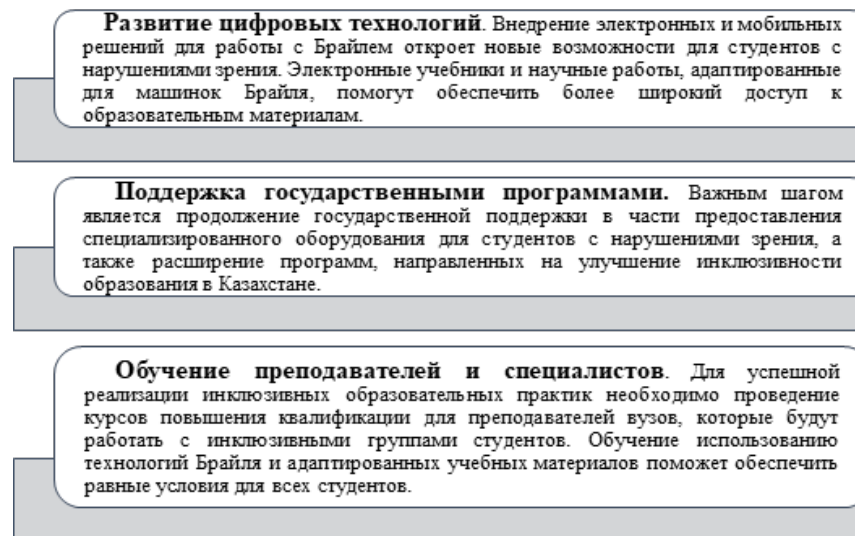 Развитие цифровых технологий. Внедрение электронных и мобильных
решений для работы с Брайлем откроет новые возможности для студентов с
нарушениями зрения. Электронные учебники и научные работы, адаптированные
для машинок Брайля, помогут обеспечить более широкий доступ к
образовательным материалам.
Поддержка государственными программами. Важным шагом
является продолжение государственной поддержки в части предоставления
специализированного оборудования для студентов с нарушениями зрения, а
также расширение программ, направленных на улучшение инклюзивности
образования в Казахстане.
Обучение преподавателей и специалистов. Для успешной
реализации инклюзивных образовательных практик необходимо проведение
курсов повышения квалификации для преподавателей вузов, которые будут
работать с инклюзивными группами студентов. Обучение использованию
технологий Брайля и адаптированных учебных материалов поможет обеспечить
равные условия для всех студентов.